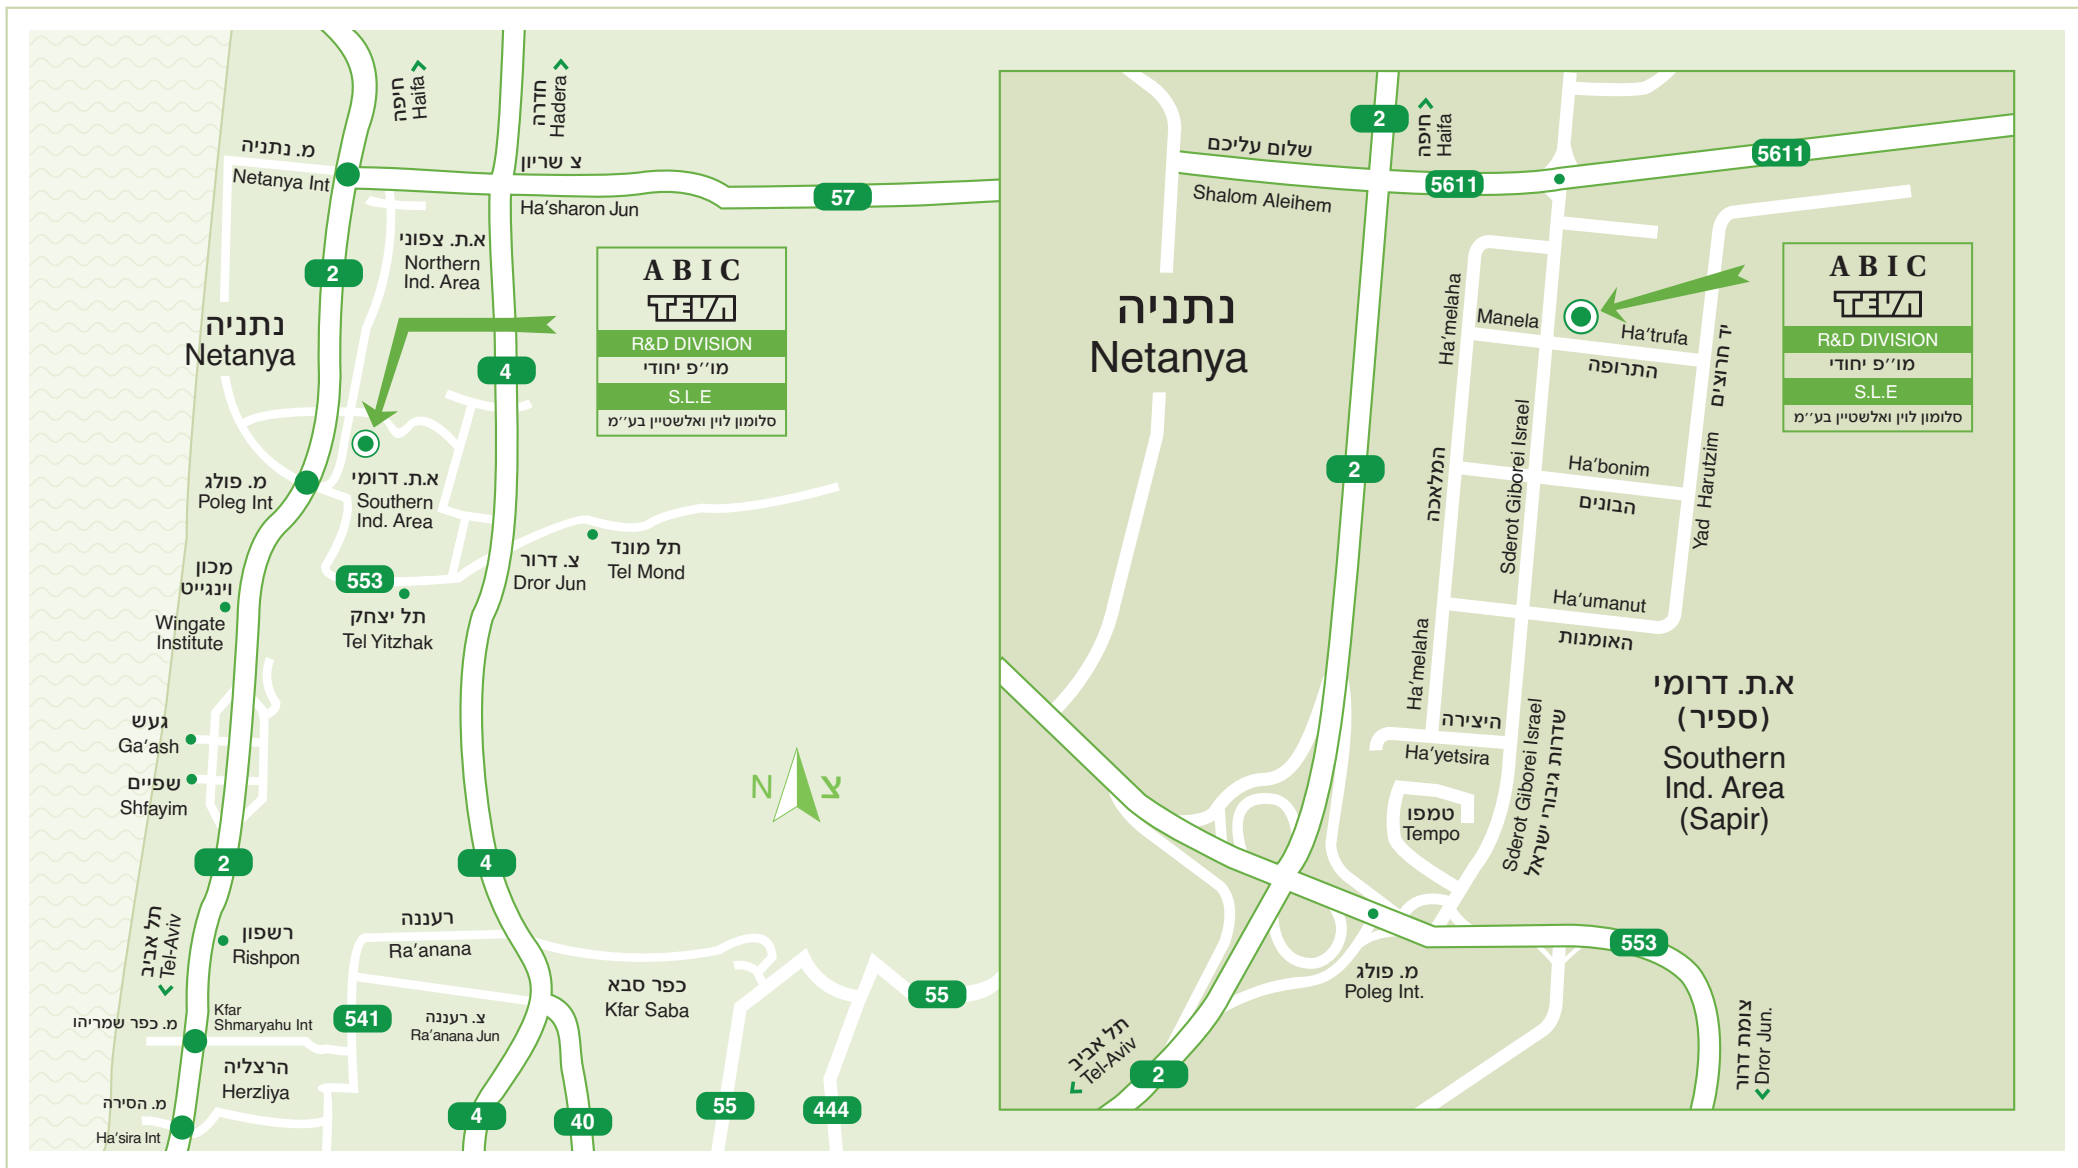 חיפה
Haifa
חדרה
Hadera
מ. נתניה
Netanya Int
צ שריון
Ha'sharon Jun
57
2
א.ת. צפוני
Northern
Ind. Area
נתניה
Netanya
4
ABIC
TEVA
R&D DIVISION
מו''פ יחודי
S.L.E
סלומון לוין ואלשטיין בע''מ
מ. פולג
Poleg Int
א.ת. דרומי
Southern
Ind. Area
מכון
וינגייט
Wingate
Institute
553
תל יצחק
Tel Yitzhak
צ. דרור
Dror Jun
תל מונד
Tel Mond
געש
Ga'ash
שפיים
Shfayim
N צ
2
4
תל אביב
Tel-Aviv
רשפון
Rishpon
רעננה
Ra'anana
כפר סבא
Kfar Saba
55
Kfar
Shmaryahu Int
מ. כפר שמריהו
541
צ. רעננה
Ra'anana Jun
הרצליה
Herzliya
מ. הסירה
Ha'sira Int
4
40
55
444
2
חיפה
Haifa
שלום עליכם
Shalom Aleihem
5611
5611
נתניה
Netanya
Ha'melaha
Manela
Ha'trufa
התרופה
יד חרוצים
Yad Harutzim
ABIC
TEVA
R&D DIVISION
מו''פ יחודי
S.L.E
סלומון לוין ואלשטיין בע''מ
2
המלאכה
Sderot Giborei Israel
Ha'bonim
הבונים
Ha'umanut
האומנות
Ha'melaha
היצירה
Ha'yetsira
Sderot Giborei Israel
שדרות גיבורי ישראל
א.ת. דרומי
(ספיר)
Southern
Ind. Area
(Sapir)
טמפו
Tempo
553
מ. פולג
Poleg Int.
תל אביב
Tel-Aviv
2
צומת דרור
Dror Jun.